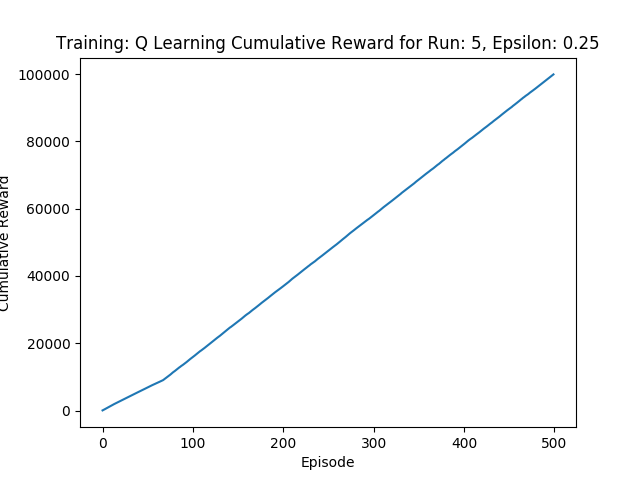 Training: Q Learning Cumulative Reward for Run: 5, Epsilon: 0.25
100000
80000
60000
40000
20000
0
Cumulative Reward
0 100 200 300 400 500
Episode